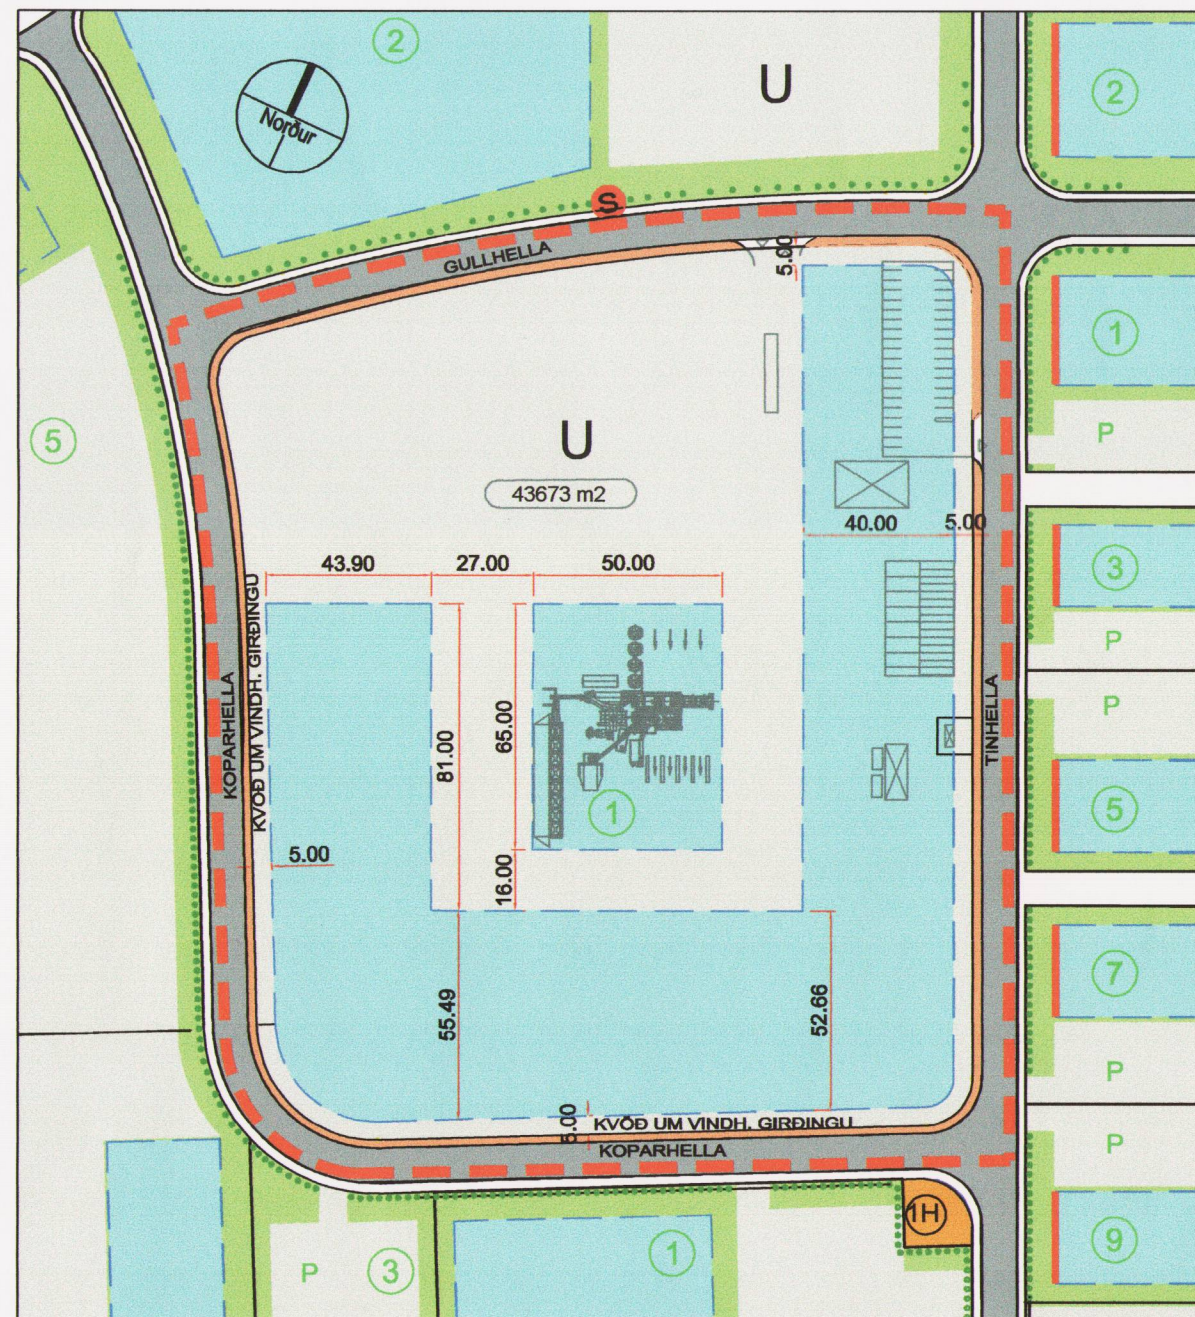 2
U
2
Norður
S
GULLHELLA
5.00
1
5
U
P
43673 m2
40.00
5.00
43.90
27.00
50.00
3
P
KOPARHELLA
KVÖÐ UM VINDH. GIRÐINGU
81.00
65.00
TINHELLA
P
1
5
5.00
16.00
55.49
52.66
7
P
5.00
KVÖÐ UM VINDH. GIRÐINGU
KOPARHELLA
P
1H
P
3
1
9